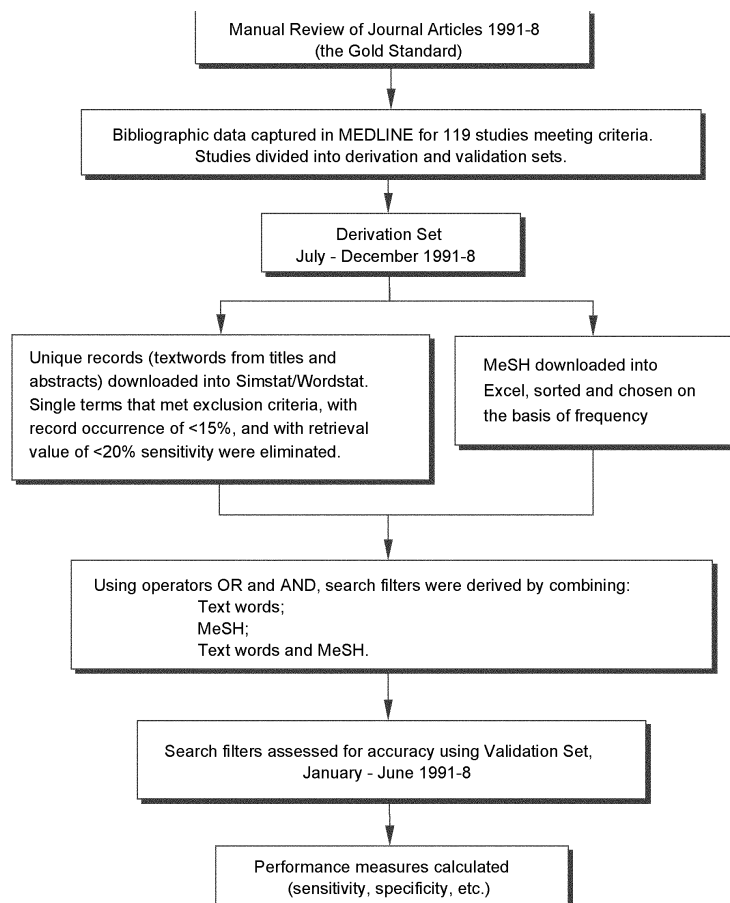 Manual Review of Journal Articles 1991-8
(the Gold Standard)
Bibliographic data captured in MEDLINE for 119 studies meeting criteria.
Studies divided into derivation and validation sets.
Derivation Set
July - December 1991-8
Unique records (textwords from titles and
abstracts) downloaded into Simstat/Wordstat.
Single terms that met exclusion criteria, with
record occurrence of <15%, and with retrieval
value of <20% sensitivity were eliminated.
MeSH downloaded into
Excel, sorted and chosen on
the basis of frequency
Using operators OR and AND, search filters were derived by combining:
Text words;
MeSH;
Text words and MeSH.
Search filters assessed for accuracy using Validation Set,
January - June 1991-8
Performance measures calculated
(sensitivity, specificity, etc.)